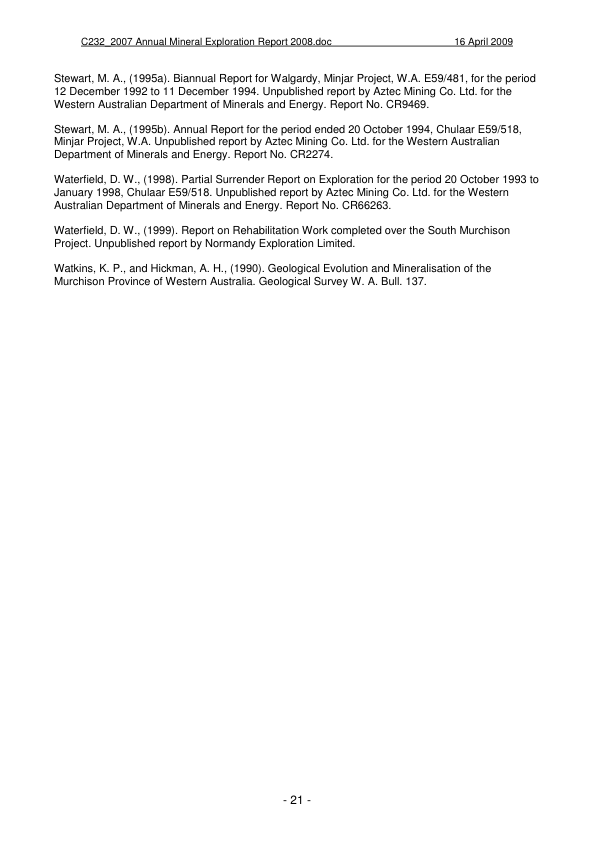 C232_2007 Annual Mineral Exploration Report 2008.doc 16 April 2009
Stewart, M. A., (1995a). Biannual Report for Walgardy, Minjar Project, W.A. E59/481, for the period
12 December 1992 to 11 December 1994. Unpublished report by Aztec Mining Co. Ltd. for the
Western Australian Department of Minerals and Energy. Report No. CR9469.
Stewart, M. A., (1995b). Annual Report for the period ended 20 October 1994, Chulaar E59/518,
Minjar Project, W.A. Unpublished report by Aztec Mining Co. Ltd. for the Western Australian
Department of Minerals and Energy. Report No. CR2274.
Waterfield, D. W., (1998). Partial Surrender Report on Exploration for the period 20 October 1993 to
January 1998, Chulaar E59/518. Unpublished report by Aztec Mining Co. Ltd. for the Western
Australian Department of Minerals and Energy. Report No. CR66263.
Waterfield, D. W., (1999). Report on Rehabilitation Work completed over the South Murchison
Project. Unpublished report by Normandy Exploration Limited.
Watkins, K. P., and Hickman, A. H., (1990). Geological Evolution and Mineralisation of the
Murchison Province of Western Australia. Geological Survey W. A. Bull. 137.
- 21 -